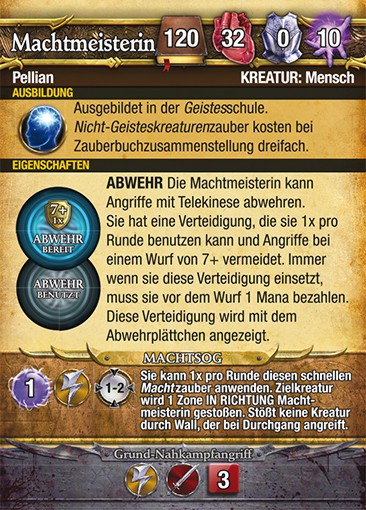 Machtmeisterin 120 32 0 10
Pellian KREATUR: Mensch
AUSBILDUNG
Ausgebildet in der Geistesschule.
Nicht-Geisteskreaturenzauber kosten bei
Zauberbuchzusammenstellung dreifach.
EIGENSCHAFTEN
7+
1x
ABWEHR
BEREIT
ABWEHR
BENUTZT
ABWEHR Die Machtmeisterin kann
Angriffe mit Telekinese abwehren.
Sie hat eine Verteidigung, die sie 1x pro
Runde benutzen kann und Angriffe bei
einem Wurf von 7+ vermeidet. Immer
wenn sie diese Verteidigung einsetzt,
muss sie vor dem Wurf 1 Mana bezahlen.
Diese Verteidigung wird mit dem
Abwehrplättchen angezeigt.
MACHTSOG
1 1-2
Sie kann 1x pro Runde diesen schnellen
Machtzauber anwenden. Zielkreatur
wird 1 Zone IN RICHTUNG Macht-
meisterin gestoßen. Stößt keine Kreatur
durch Wall, der bei Durchgang angreift.
Grund-Nahkampfangriff
3